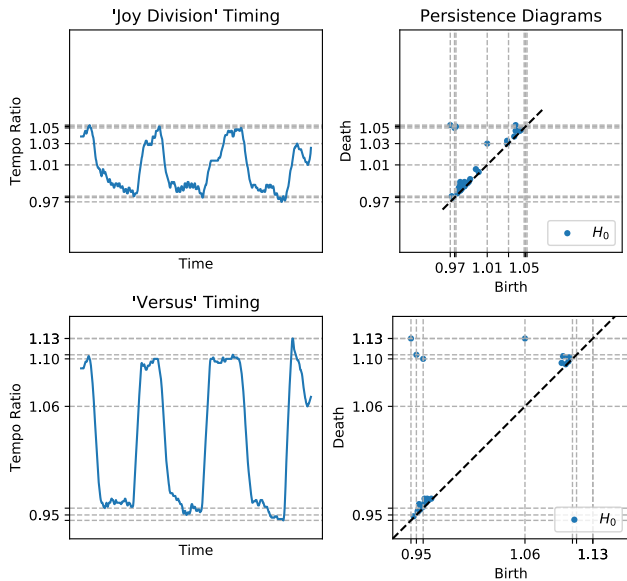 'Joy Division' Timing
Persistence Diagrams
Tempo Ratio
1.05
1.03
1.01
0.97
Time
Death
1.05
1.03
1.01
0.97
0.97
1.01
1.05
Birth
H0
'Versus' Timing
Tempo Ratio
1.13
1.10
1.06
0.95
Time
Death
1.13
1.10
1.06
0.95
0.95
1.06
1.13
Birth
H0